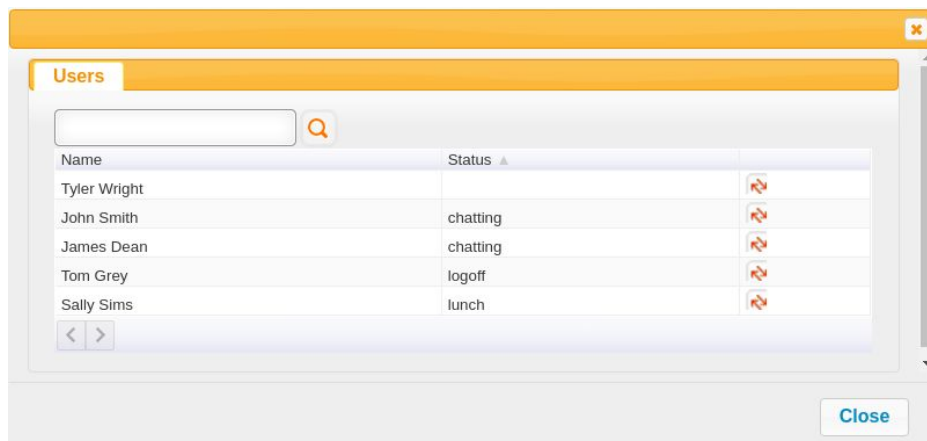 Users
Name Status
Tyler Wright
John Smith chatting
James Dean chatting
Tom Grey logoff
Sally Sims lunch
Close